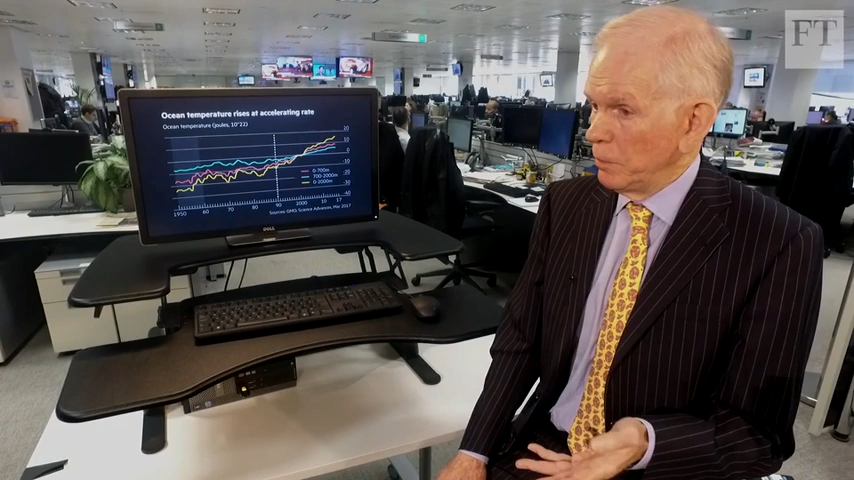 FT
Ocean temperature rises at accelerating rate
Ocean temperature (joules, 10^22)
20
10
0
-10
-20
-30
-40
0-700m
700-2000m
0-2000m
1950 60 70 80 90 2000 10 17
Sources: GMO; Science Advances, Mar 2017
DELL